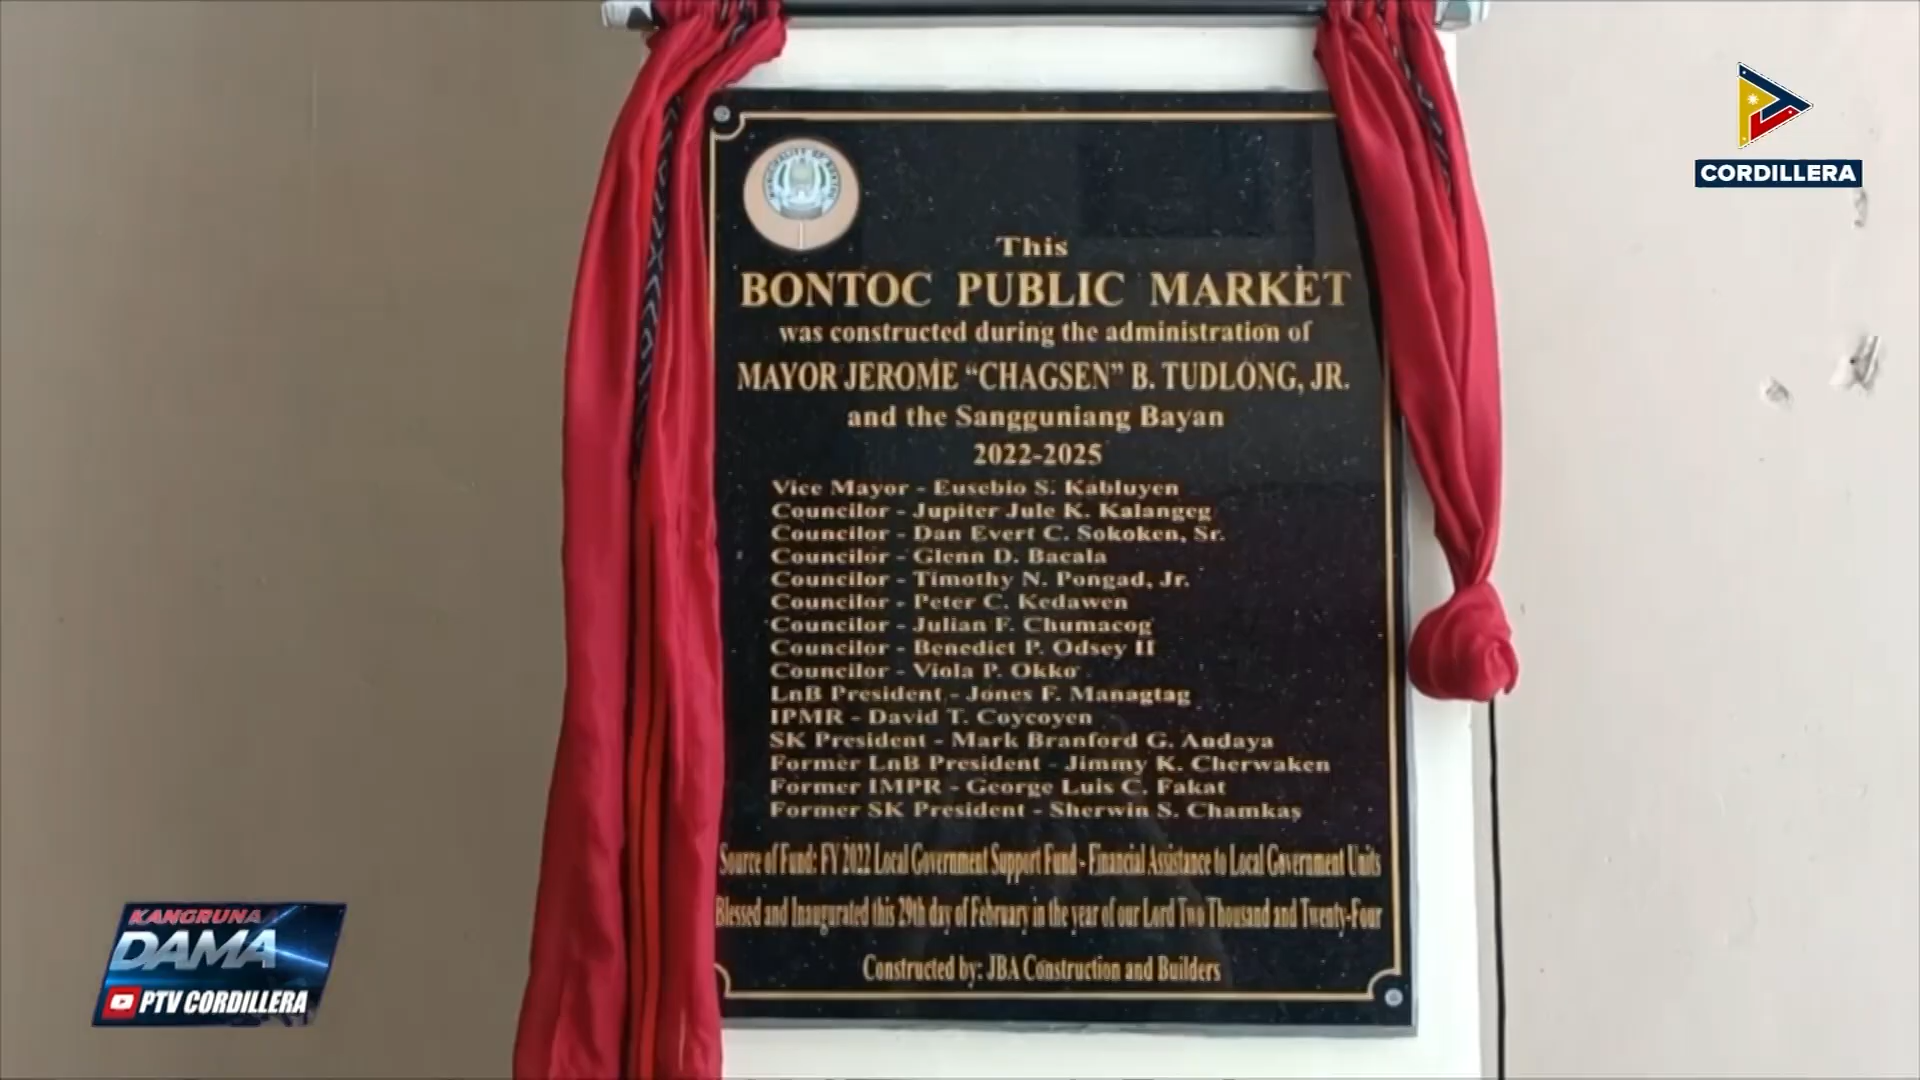 CORDILLERA
This
BONTOC PUBLIC MARKET
was constructed during the administration of
MAYOR JEROME “CHAGSEN” B. TUDLONG, JR.
and the Sangguniang Bayan
2022-2025
Vice Mayor - Eusebio S. Kabluyen
Councilor - Jupiter Jule K. Kalangeg
Councilor - Dan Evert C. Sokoken, Sr.
Councilor - Glenn D. Bacala
Councilor - Timothy N. Pongad, Jr.
Councilor - Peter C. Kedawen
Councilor - Julian F. Chumacog
Councilor - Benedict P. Odsey II
Councilor - Viola P. Okko
LnB President - Jones F. Managtag
IPMR - David T. Coycoyen
SK President - Mark Branford G. Andaya
Former LnB President - Jimmy K. Cherwaken
Former IMPR - George Luis C. Fakat
Former SK President - Sherwin S. Chamkas
Source of Fund: FY 2022 Local Government Support Fund - Financial Assistance to Local Government Units
Blessed and Inaugurated this 29th day of February in the year of our Lord Two Thousand and Twenty-Four
Constructed by: JBA Construction and Builders
KANGRUNAA
DAMAG
PTV CORDILLERA